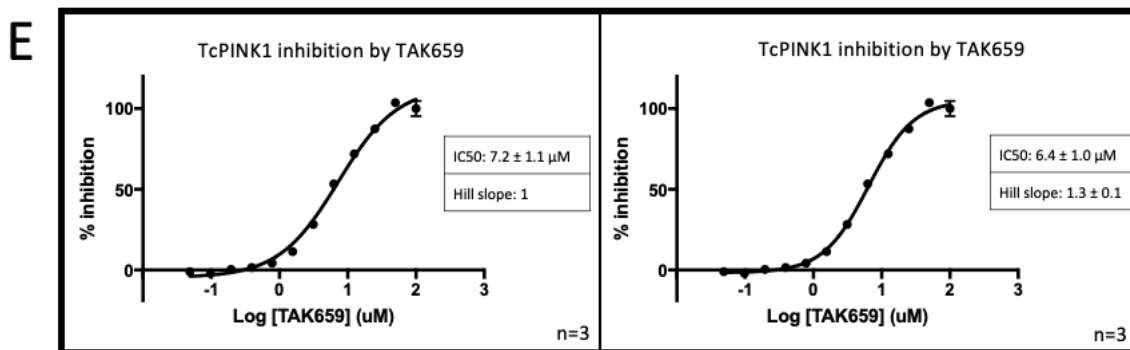 E
TcPINK1 inhibition by TAK659
% inhibition
100
50
0
-1
0
1
2
3
Log [TAK659] (uM)
IC50: 7.2 ± 1.1 µM
Hill slope: 1
n=3
TcPINK1 inhibition by TAK659
% inhibition
100
50
0
-1
0
1
2
3
Log [TAK659] (uM)
IC50: 6.4 ± 1.0 µM
Hill slope: 1.3 ± 0.1
n=3